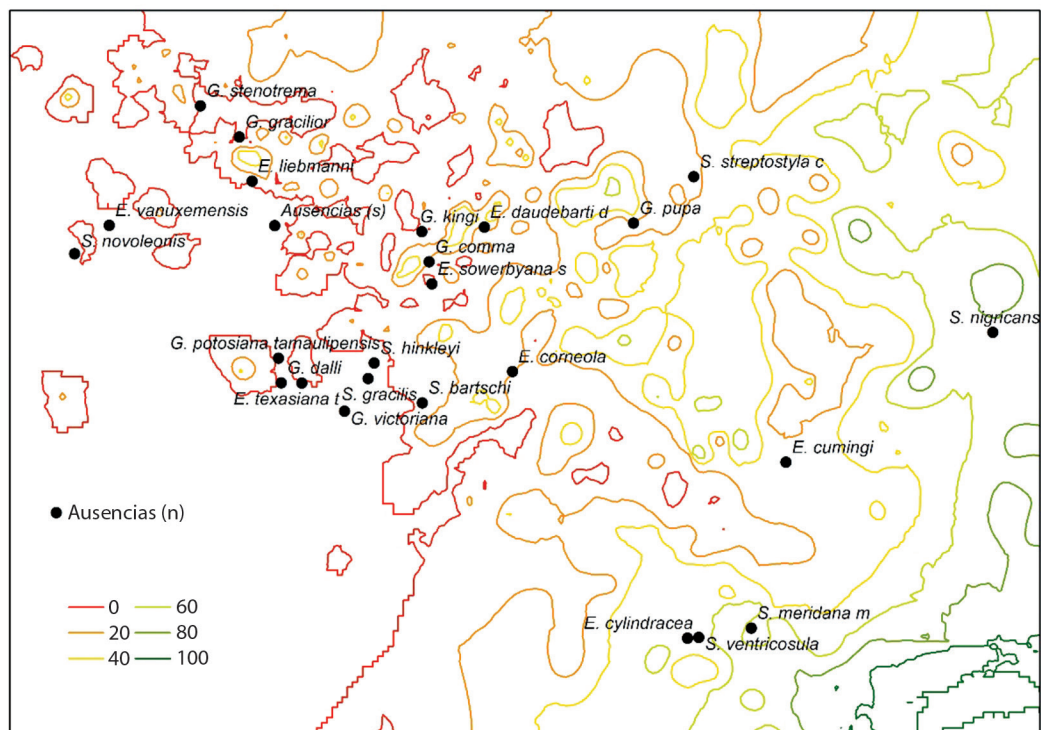 G. stenotrema
G. gracilior
E. liebmanni
S. streptostyla c
E. vanuxemensis
Ausencias (s)
G. kingi
E. daudebarti d
G. pupa
S. novoleonis
G. comma
E. sowerbyana s
S. nigricans
G. potosiana tamaulipensis
S. hinkleyi
E. corneola
G. dalli
E. texasiana t
S. gracilis
S. bartschi
G. victoriana
E. cumingi
Ausencias (n)
0
60
20
80
40
100
E. cylindracea
S. meridana m
S. ventricosula